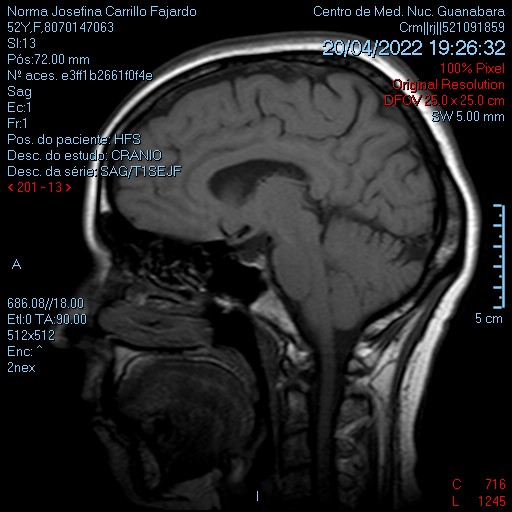 Norma Josefina Carrillo Fajardo
52Y,F,8070147063
Sl:13
Pós:72.00 mm
Nº aces. e3ff1b2661f0f4e
Sag
Ec:1
Fr:1
Pos. do paciente: HFS
Desc. do estudo: CRANIO
Desc. da série: SAG/T1SEJF
< 201 - 13 >
Centro de Med. Nuc. Guanabara
Crm||rj||521091859
20/04/2022 19:26:32
100% Pixel
Original Resolution
DFOV 25.0 x 25.0 cm
SW 5.00 mm
A
5 cm
686.08//18.00
Etl:0 TA:90.00
512x512
Enc: ^
2nex
I
C 716
L 1245